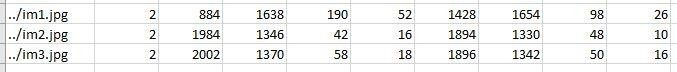 ../im1.jpg 2 884 1638 190 52 1428 1654 98 26
../im2.jpg 2 1984 1346 42 16 1894 1330 48 10
../im3.jpg 2 2002 1370 58 18 1896 1342 50 16